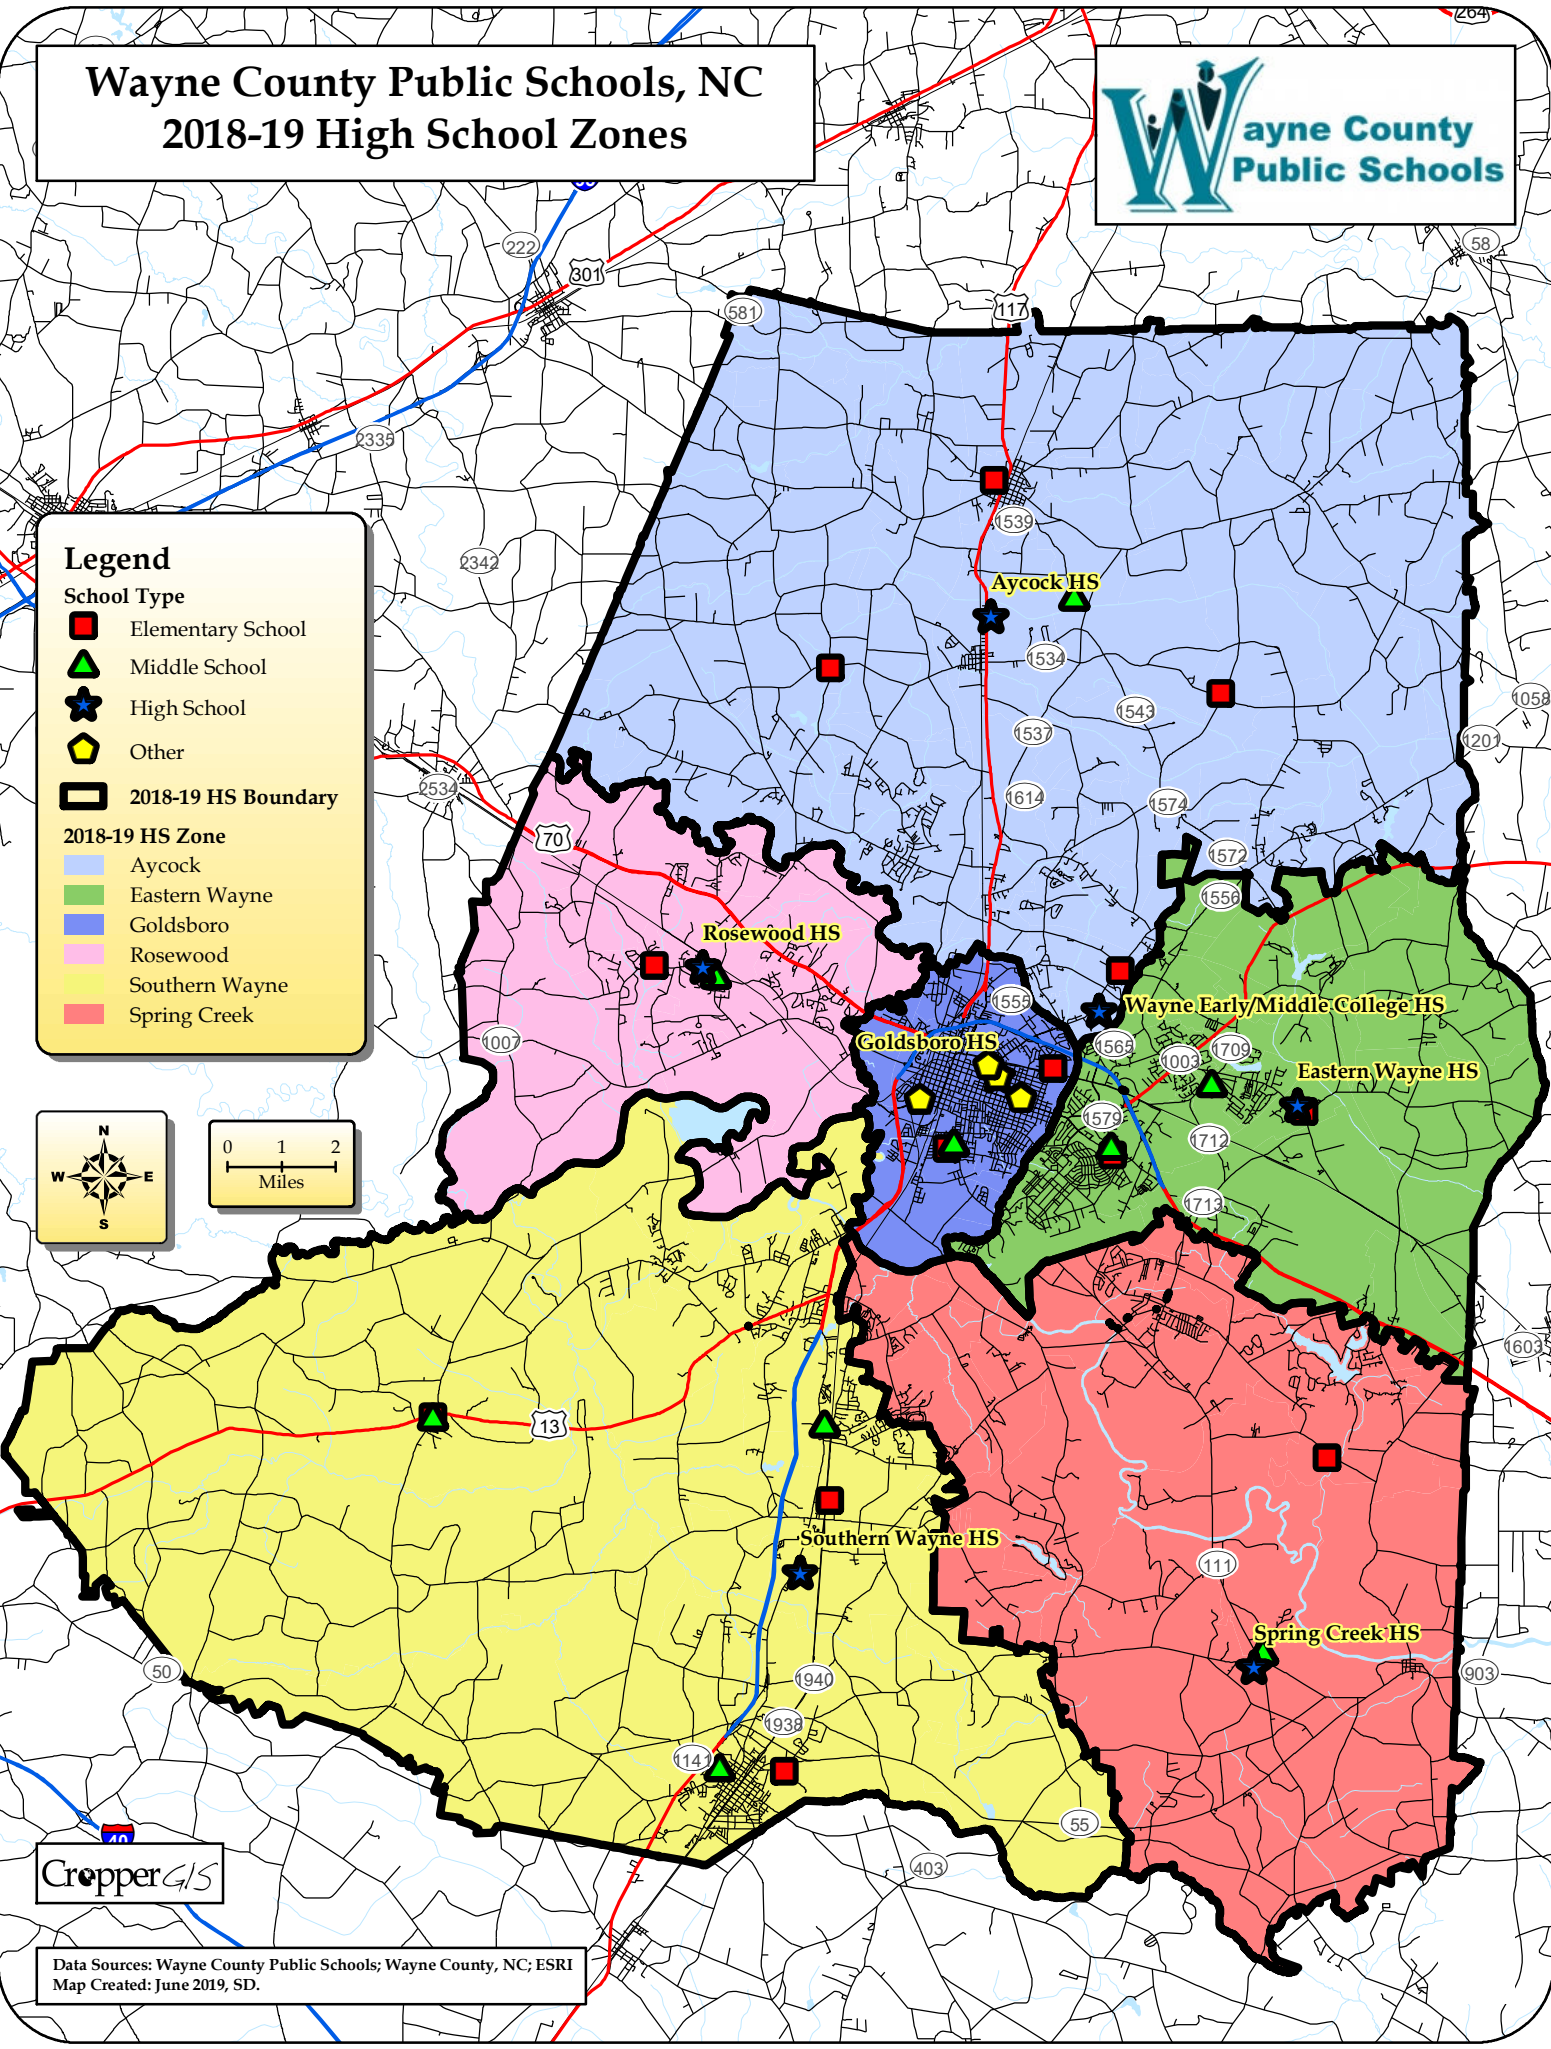 Wayne County Public Schools, NC
2018-19 High School Zones
Wayne County
Public Schools
264
58
222
301
581
117
2335
1539
2342
Aycock HS
Legend
School Type
Elementary School
Middle School
High School
Other
2018-19 HS Boundary
2018-19 HS Zone
Aycock
Eastern Wayne
Goldsboro
Rosewood
Southern Wayne
Spring Creek
1534
1058
1543
1537
1201
2534
1614
1574
70
1572
1556
Rosewood HS
1555
Wayne Early/Middle College HS
1007
Goldsboro HS
1565
1709
1003
Eastern Wayne HS
1579
1712
N
W E
S
0 1 2
Miles
1713
1603
13
Southern Wayne HS
111
Spring Creek HS
50
1940
903
1938
1141
55
40
403
Cropper GIS
Data Sources: Wayne County Public Schools; Wayne County, NC; ESRI
Map Created: June 2019, SD.